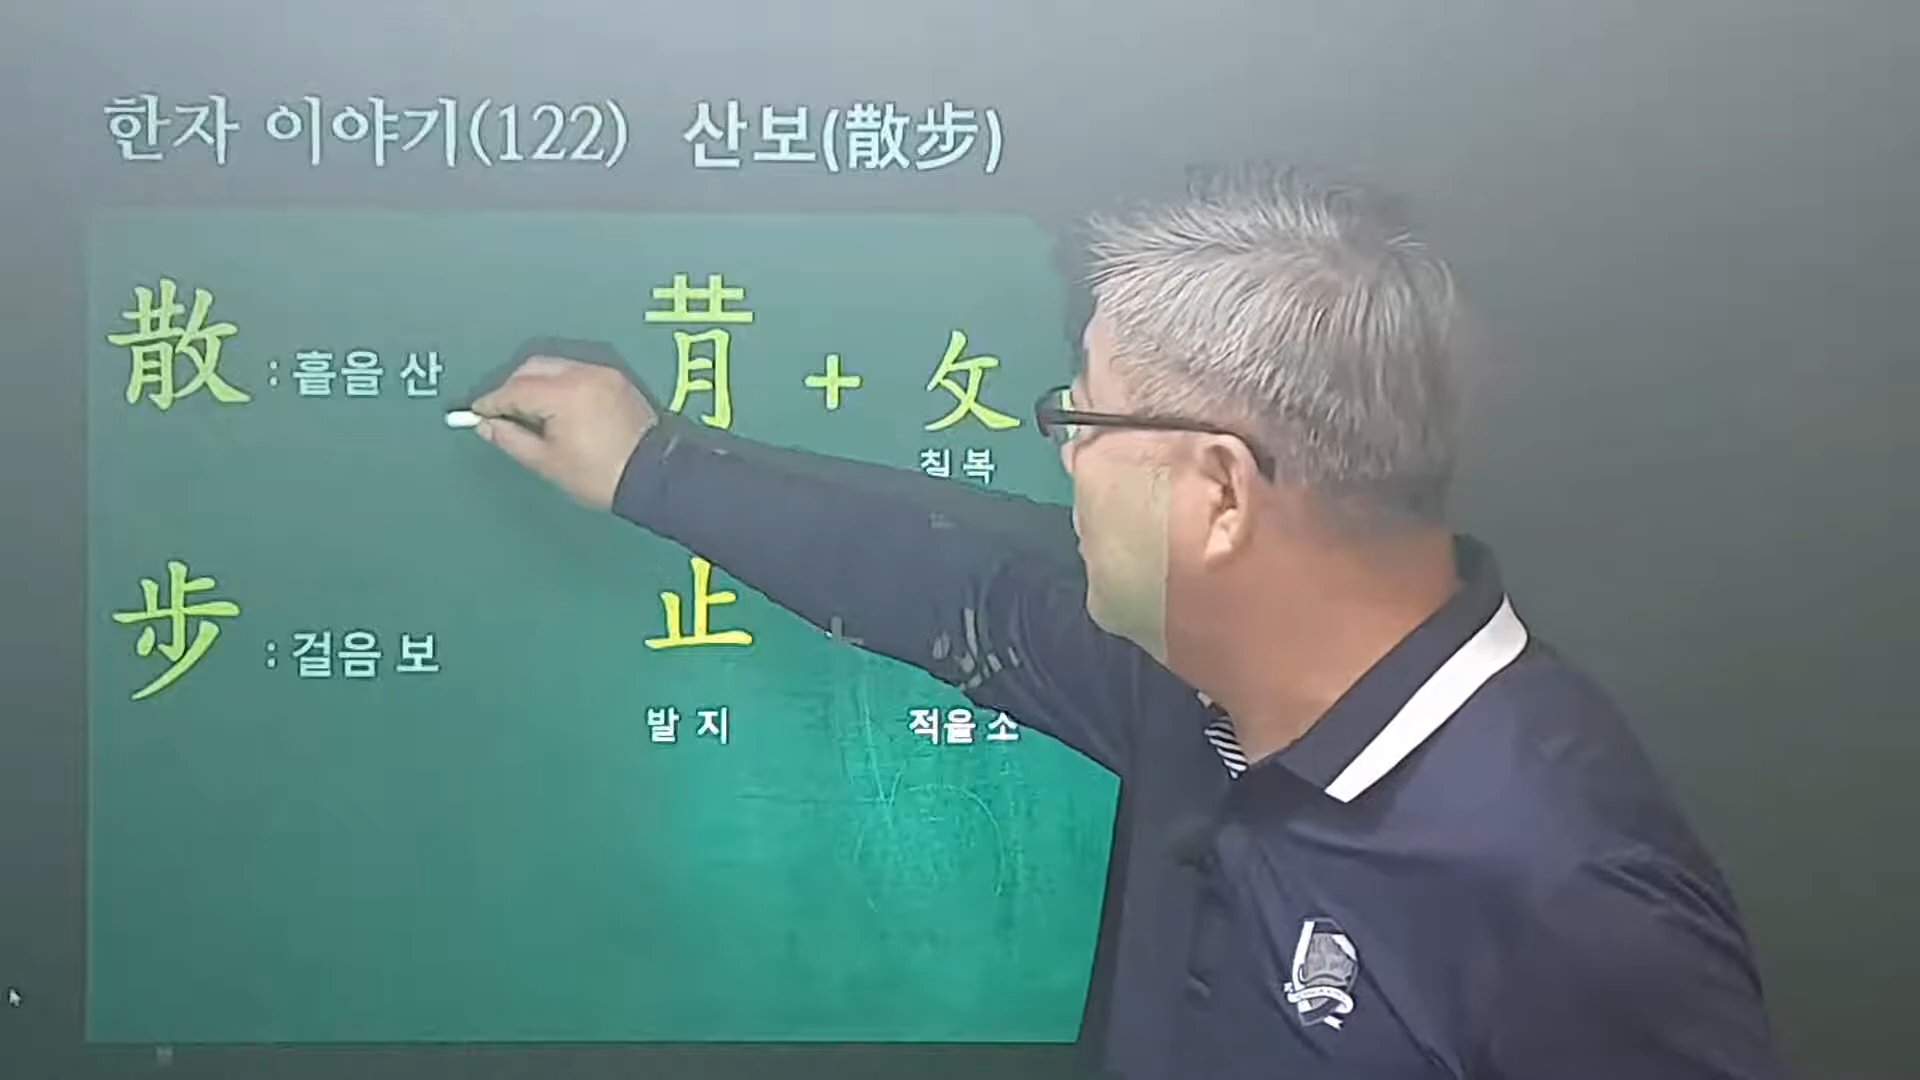 한자 이야기(122) 산보(散步)
散 : 흩을 산
+ 攵
칠 복
步 : 걸음 보
止 +
발 지
적을 소